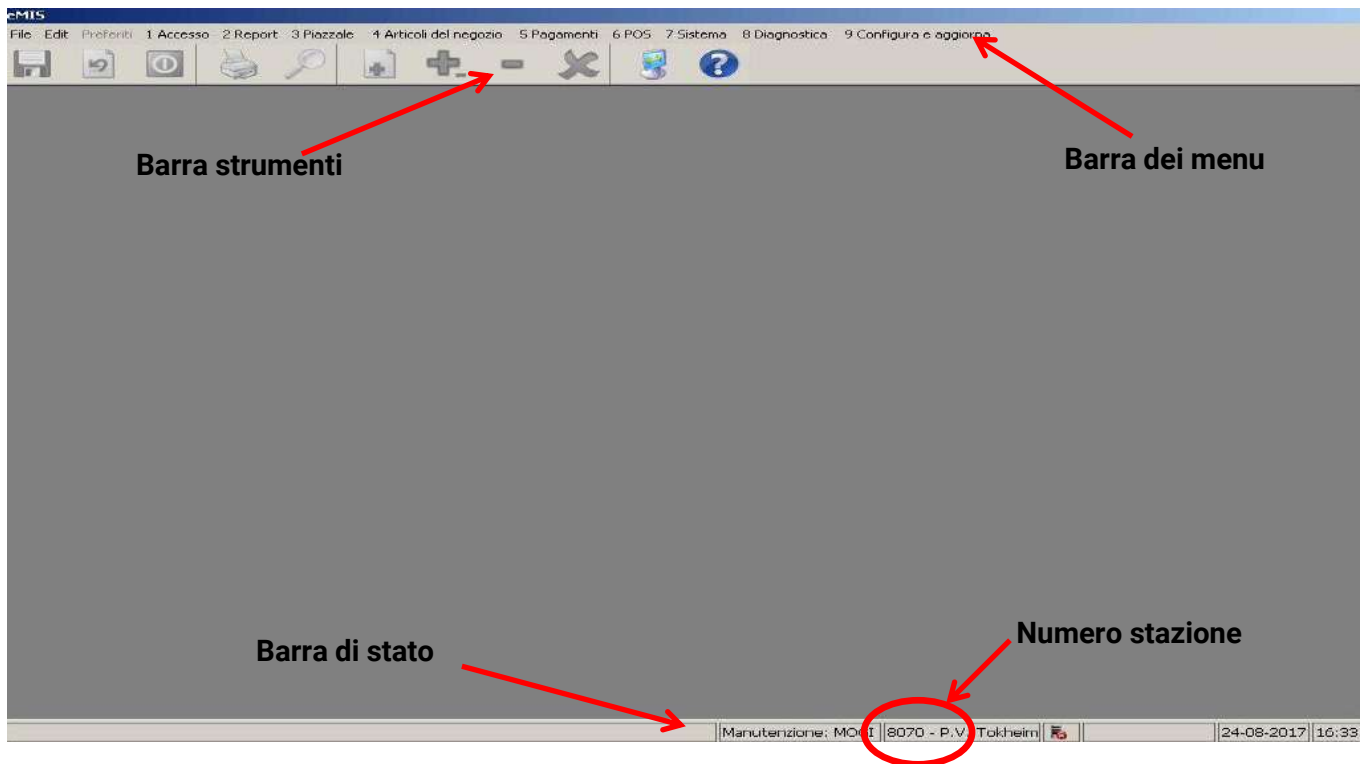 eMIS
File Edit Preferiti 1 Accesso 2 Report 3 Piazzale 4 Articoli del negozio 5 Pagamenti 6 POS 7 Sistema 8 Diagnostica 9 Configura e aggiorna
Barra strumenti
Barra dei menu
Numero stazione
Barra di stato
Manutenzione: 8070 - P.V. Tokheim 24-08-2017 16:33